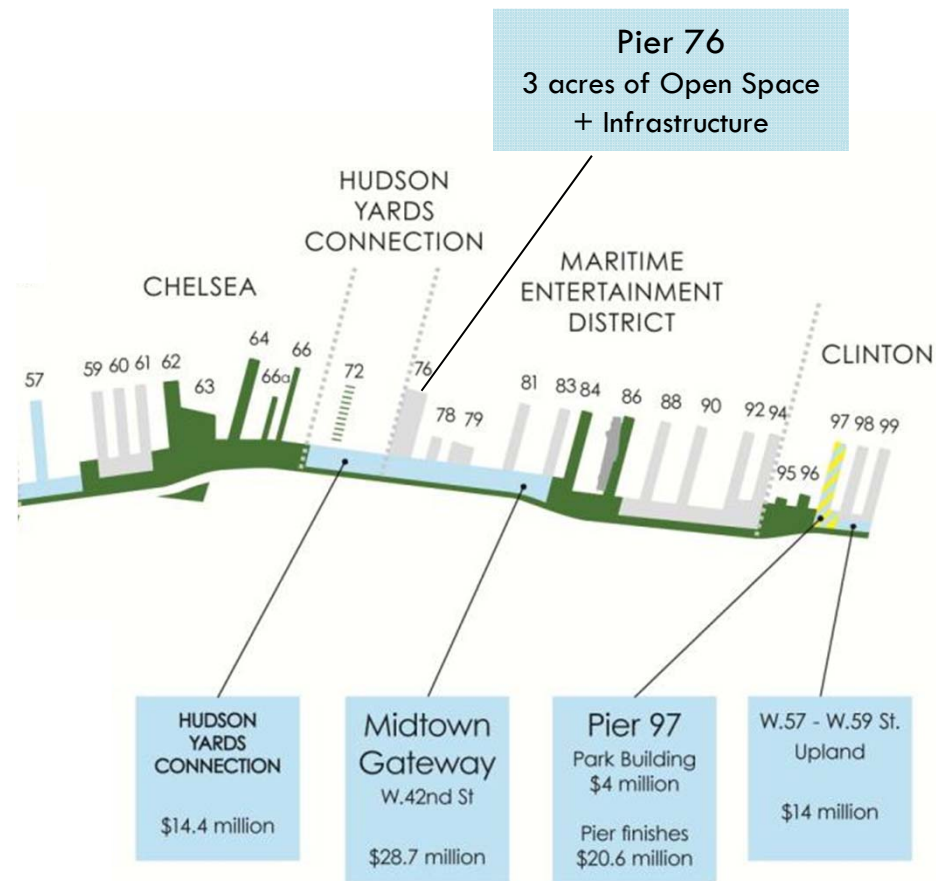 Pier 76
3 acres of Open Space
+ Infrastructure
HUDSON
YARDS
CONNECTION
MARITIME
ENTERTAINMENT
DISTRICT
CHELSEA
CLINTON
57
59 60 61
62
63
64
66a
66
72
76
78
79
81
83 84
86
88
90
92 94
95 96
97 98 99
HUDSON
YARDS
CONNECTION
$14.4 million
Midtown
Gateway
W.42nd St
$28.7 million
Pier 97
Park Building
$4 million
Pier finishes
$20.6 million
W.57 - W.59 St.
Upland
$14 million